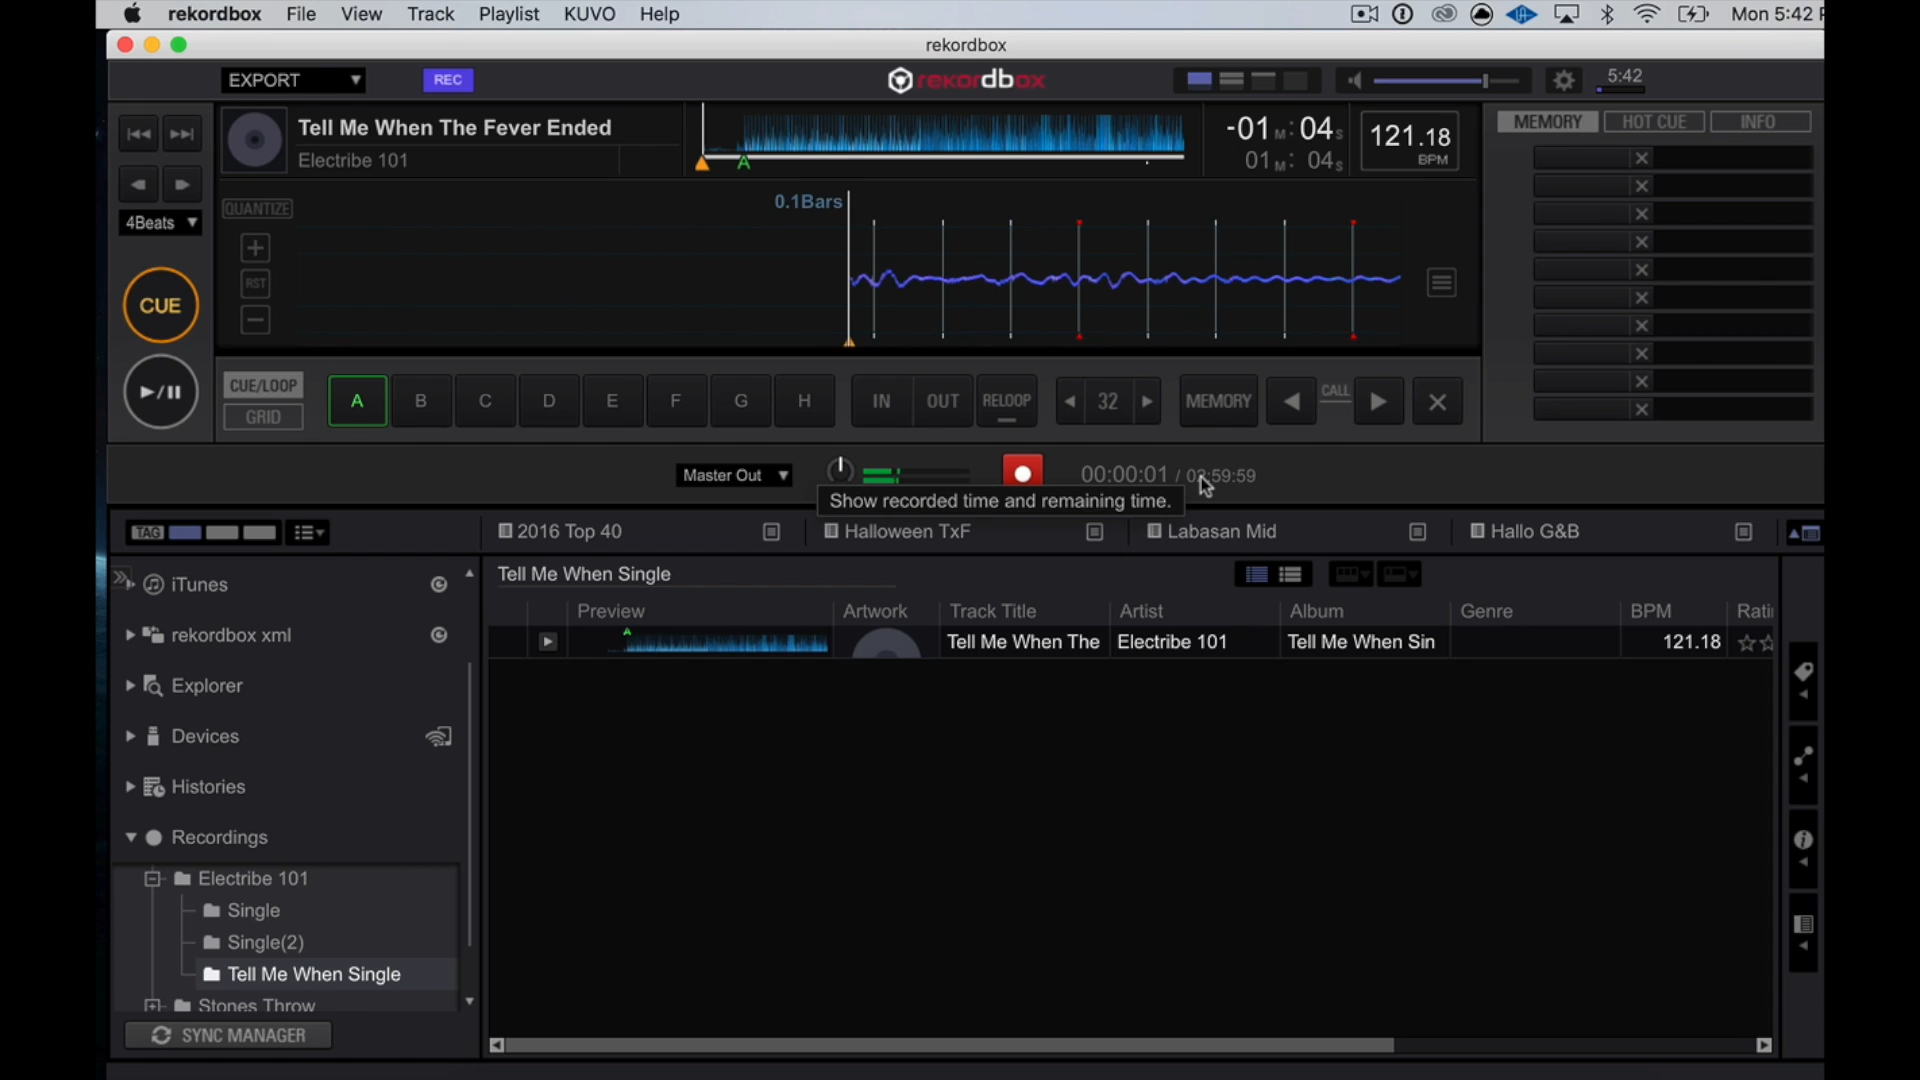 rekordbox File View Track Playlist KUVO Help Mon 5:42 P
rekordbox
EXPORT REC rekordbox 5:42
Tell Me When The Fever Ended
Electribe 101
A
-01 M : 04 S
01 M : 04 S
121.18
BPM
MEMORY HOT CUE INFO
4Beats
QUANTIZE
0.1Bars
RST
CUE
CUE/LOOP
GRID
A B C D E F G H IN OUT RELOOP 32 MEMORY CALL
Master Out 00:00:01 / 03:59:59
Show recorded time and remaining time.
TAG 2016 Top 40 Halloween TxF Labasan Mid Hallo G&B
iTunes
rekordbox xml
Explorer
Devices
Histories
Recordings
Electribe 101
Single
Single(2)
Tell Me When Single
Stones Throw
SYNC MANAGER
Tell Me When Single
Preview Artwork Track Title Artist Album Genre BPM Rati
A Tell Me When The Electribe 101 Tell Me When Sin 121.18